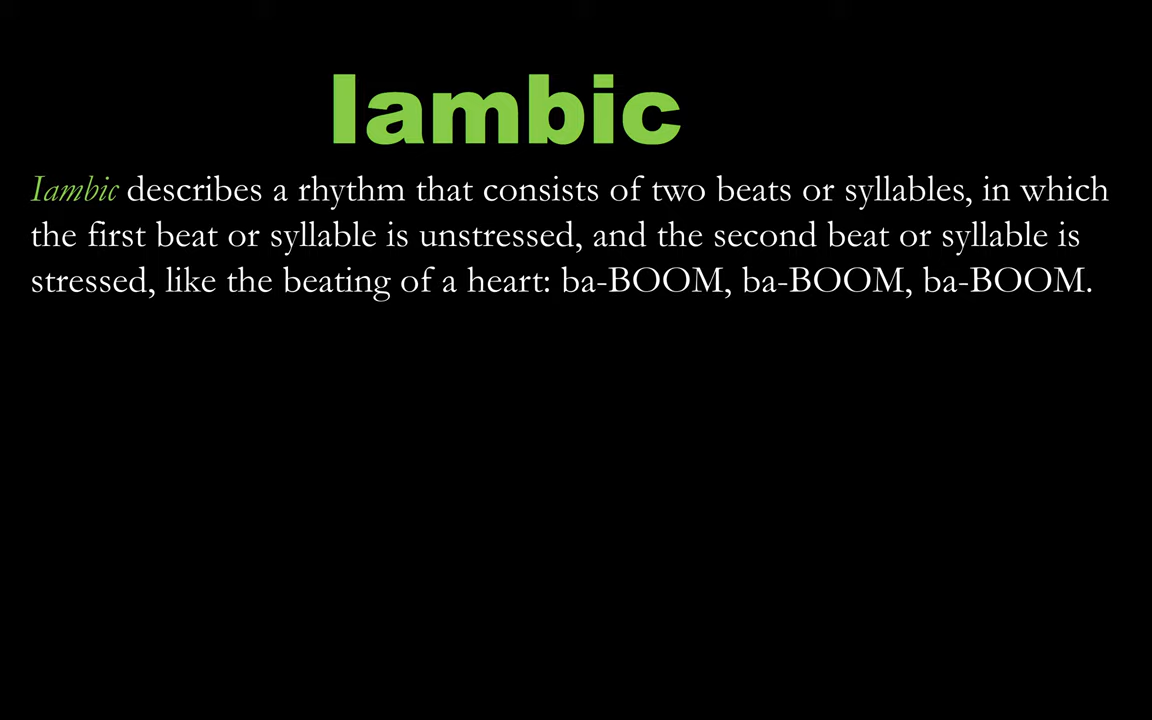 Iambic
Iambic describes a rhythm that consists of two beats or syllables, in which
the first beat or syllable is unstressed, and the second beat or syllable is
stressed, like the beating of a heart: ba-BOOM, ba-BOOM, ba-BOOM.